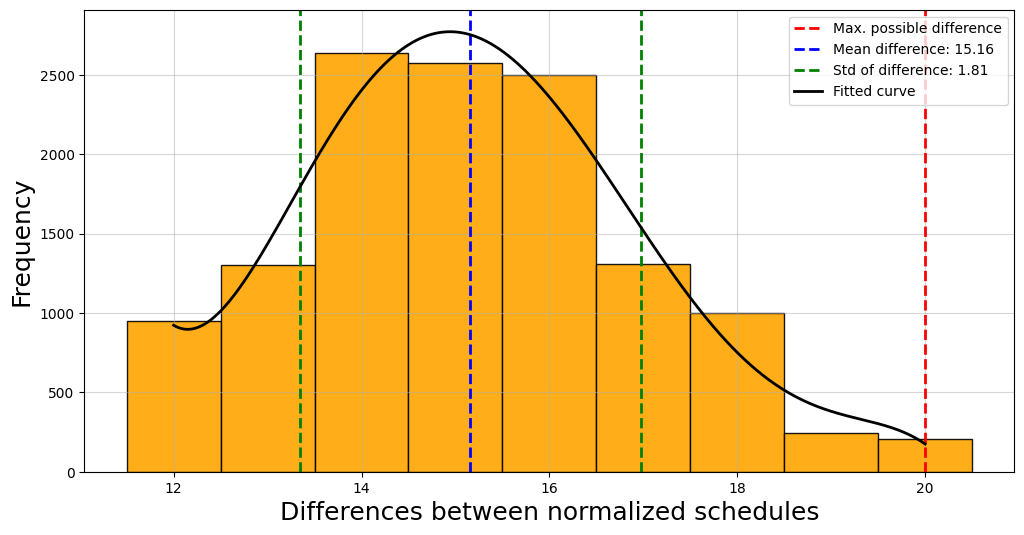 Max. possible difference
Mean difference: 15.16
Std of difference: 1.81
Fitted curve
Frequency
2500
2000
1500
1000
500
0
12 14 16 18 20
Differences between normalized schedules